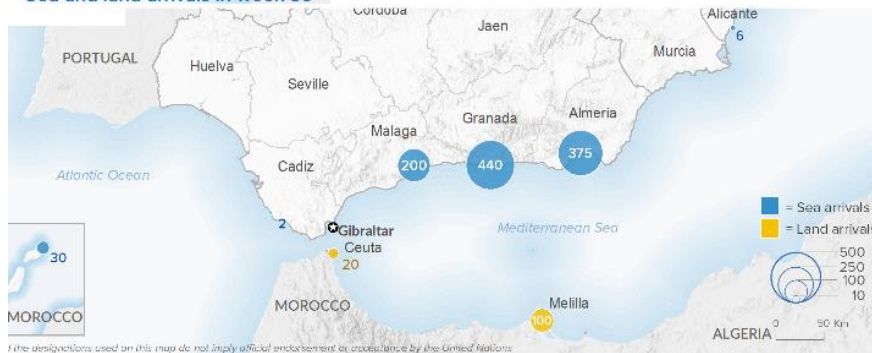 Cordoba
Alicante
Jaen
6
PORTUGAL
Murcia
Huelva
Seville
Granada
Almeria
Malaga
375
Cadiz
200
440
Atlantic Ocean
= Sea arrivals
2
Gibraltar
Mediterranean Sea
= Land arrivals
Ceuta
30
20
500
250
100
10
Melilla
MOROCCO
MOROCCO
100
0 50 Km
ALGERIA
the designations used on this map do not imply official endorsement or acceptance by the United Nations